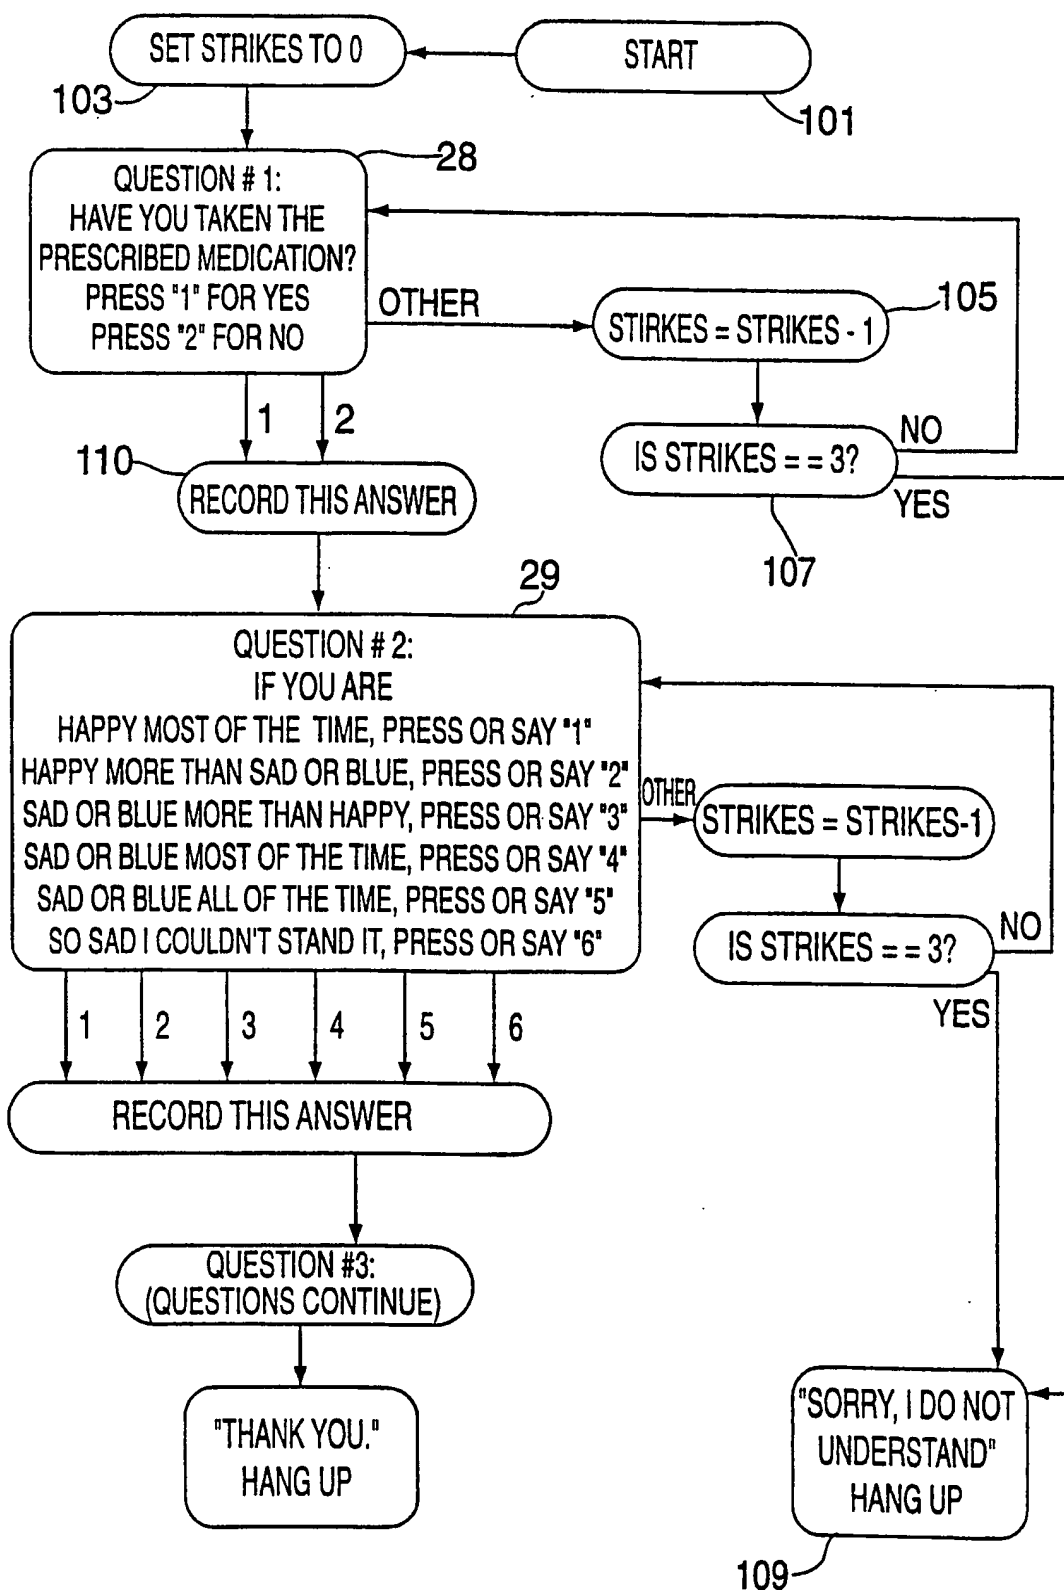 SET STRIKES TO 0
START
103
101
28
QUESTION # 1:
HAVE YOU TAKEN THE
PRESCRIBED MEDICATION?
PRESS "1" FOR YES
PRESS "2" FOR NO
OTHER
105
STIRKES = STRIKES - 1
1
2
NO
IS STRIKES = = 3?
YES
107
110
RECORD THIS ANSWER
29
QUESTION # 2:
IF YOU ARE
HAPPY MOST OF THE TIME, PRESS OR SAY "1"
HAPPY MORE THAN SAD OR BLUE, PRESS OR SAY "2"
SAD OR BLUE MORE THAN HAPPY, PRESS OR SAY "3"
SAD OR BLUE MOST OF THE TIME, PRESS OR SAY "4"
SAD OR BLUE ALL OF THE TIME, PRESS OR SAY "5"
SO SAD I COULDN'T STAND IT, PRESS OR SAY "6"
OTHER
STRIKES = STRIKES-1
NO
IS STRIKES = = 3?
YES
1
2
3
4
5
6
RECORD THIS ANSWER
QUESTION #3:
(QUESTIONS CONTINUE)
"THANK YOU."
HANG UP
"SORRY, I DO NOT
UNDERSTAND"
HANG UP
109